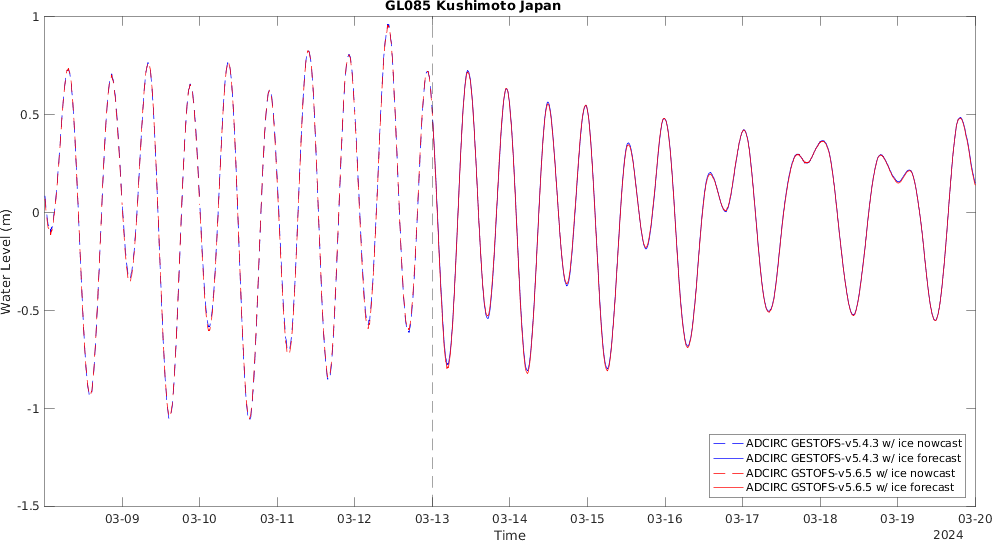 GL085 Kushimoto Japan
1
0.5
0
-0.5
-1
-1.5
Water Level (m)
ADCIRC GESTOFS-v5.4.3 w/ ice nowcast
ADCIRC GESTOFS-v5.4.3 w/ ice forecast
ADCIRC GSTOFS-v5.6.5 w/ ice nowcast
ADCIRC GSTOFS-v5.6.5 w/ ice forecast
03-09 03-10 03-11 03-12 03-13 03-14 03-15 03-16 03-17 03-18 03-19 03-20
Time
2024